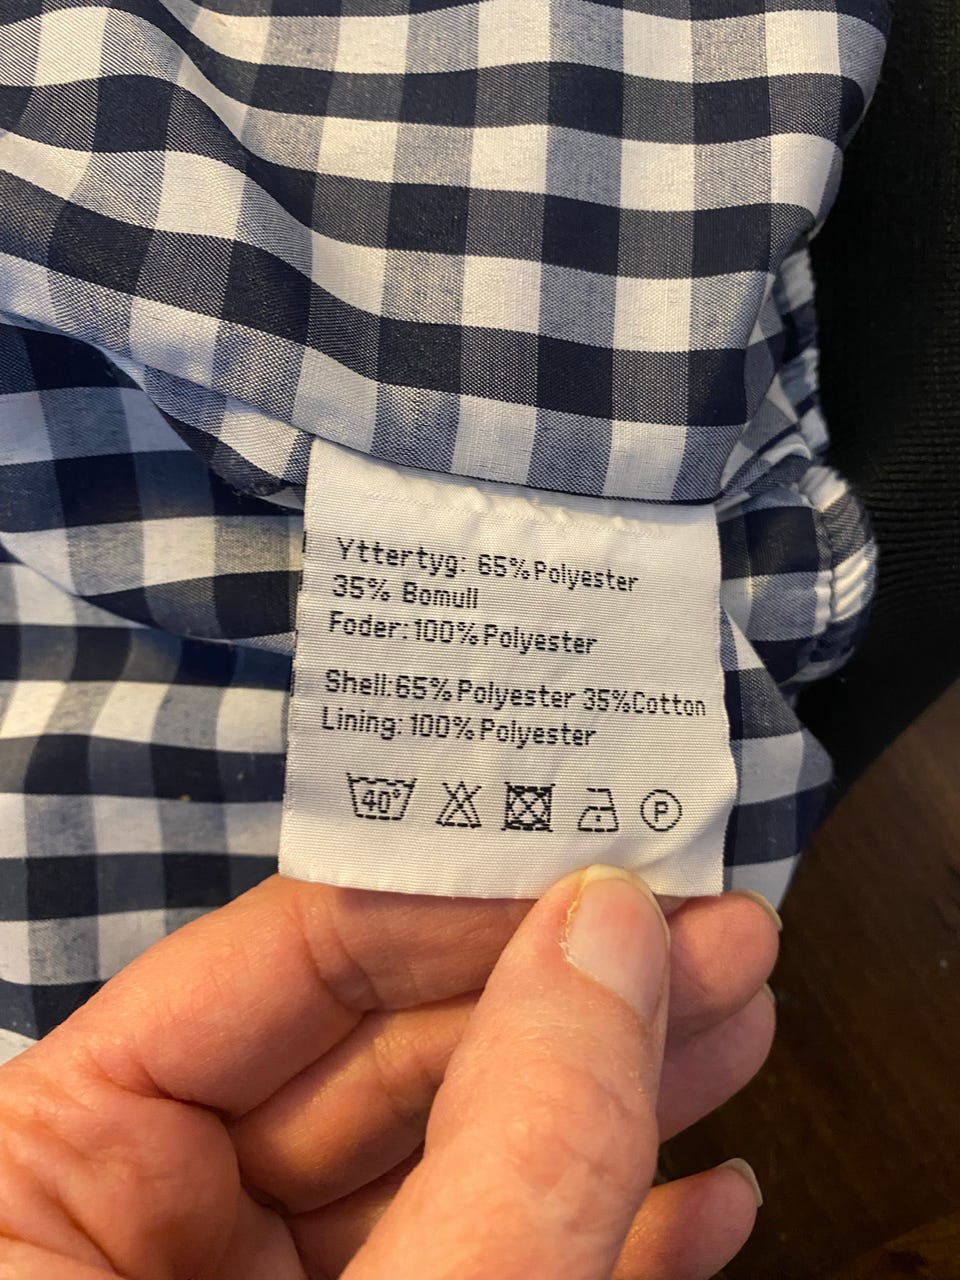 Yttertyg: 65% Polyester
35% Bomull
Foder: 100% Polyester
Shell: 65% Polyester 35% Cotton
Lining: 100% Polyester
40° P